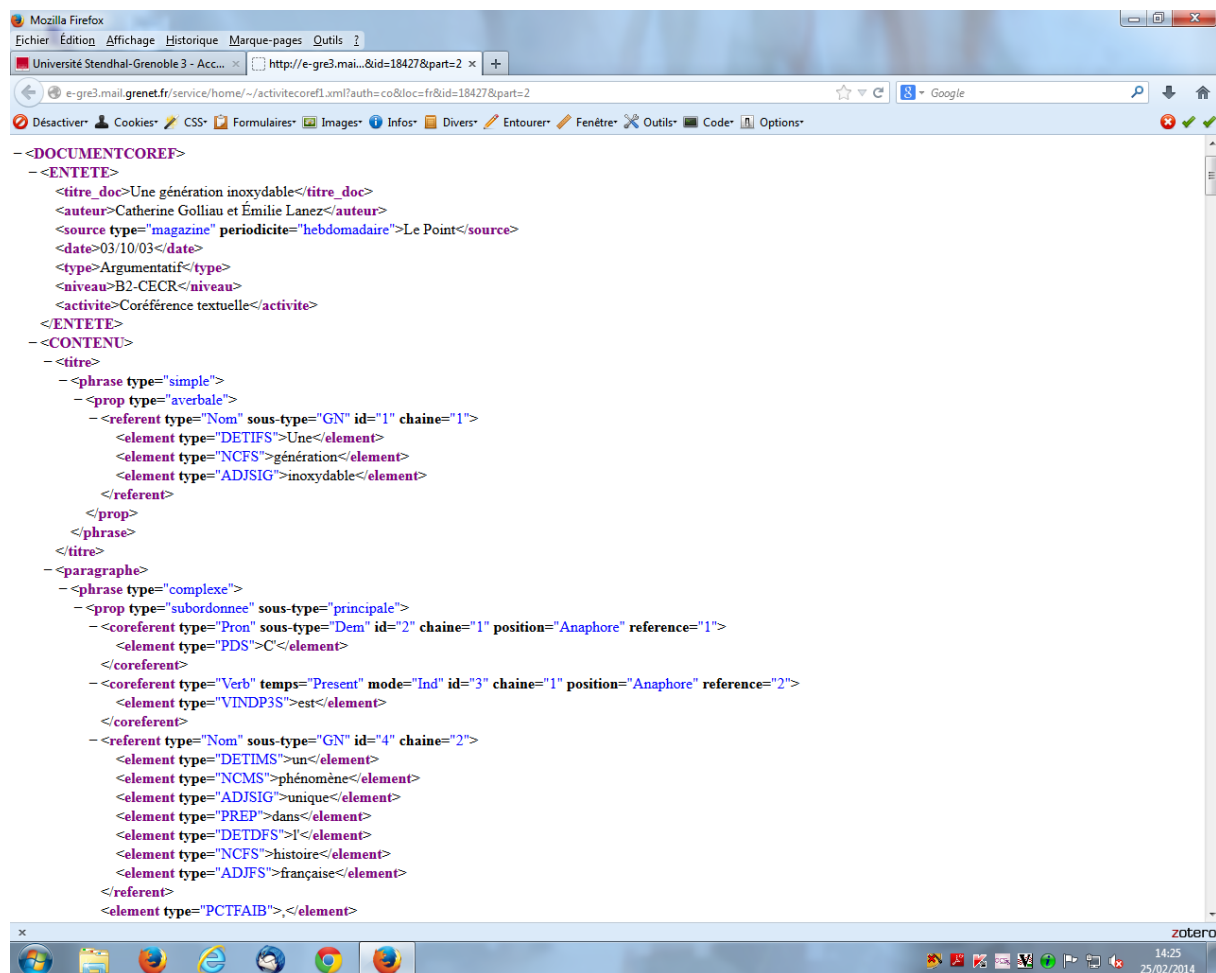 Mozilla Firefox
Fichier Édition Affichage Historique Marque-pages Outils ?
Université Stendhal-Grenoble 3 - Acc... × http://e-gre3.mai...&id=18427&part=2 × +
e-gre3.mail.grenet.fr/service/home/~/activitecoref1.xml?auth=co&loc=fr&id=18427&part=2 Google
Désactiver Cookies CSS Formulaires Images Infos Divers Entourer Fenêtre Outils Code Options
−<DOCUMENTCOREF>
−<ENTETE>
<titre_doc>Une génération inoxydable</titre_doc>
<auteur>Catherine Golliau et Émilie Lanez</auteur>
<source type="magazine" periodicite="hebdomadaire">Le Point</source>
<date>03/10/03</date>
<type>Argumentatif</type>
<niveau>B2-CECR</niveau>
<activite>Coréférence textuelle</activite>
</ENTETE>
−<CONTENU>
−<titre>
−<phrase type="simple">
−<prop type="averbale">
−<referent type="Nom" sous-type="GN" id="1" chaine="1">
<element type="DETIFS">Une</element>
<element type="NCFS">génération</element>
<element type="ADJSIG">inoxydable</element>
</referent>
</prop>
</phrase>
</titre>
−<paragraphe>
−<phrase type="complexe">
−<prop type="subordonnee" sous-type="principale">
−<coreferent type="Pron" sous-type="Dem" id="2" chaine="1" position="Anaphore" reference="1">
<element type="PDS">C'</element>
</coreferent>
−<coreferent type="Verb" temps="Present" mode="Ind" id="3" chaine="1" position="Anaphore" reference="2">
<element type="VINDP3S">est</element>
</coreferent>
−<referent type="Nom" sous-type="GN" id="4" chaine="2">
<element type="DETIMS">un</element>
<element type="NCMS">phénomène</element>
<element type="ADJSIG">unique</element>
<element type="PREP">dans</element>
<element type="DETDFS">l'</element>
<element type="NCFS">histoire</element>
<element type="ADJFS">française</element>
</referent>
<element type="PCTFAIB">,</element>
× zotero
14:25
25/02/2014